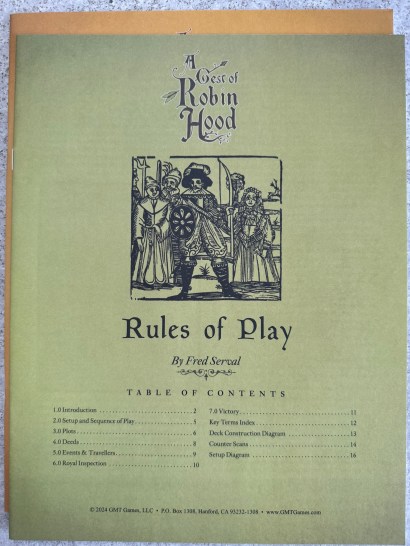 A
Gest of
Robin
Hood
Rules of Play
By Fred Serval
TABLE OF CONTENTS
1.0 Introduction 2
2.0 Setup and Sequence of Play 3
3.0 Plots 6
4.0 Deeds 8
5.0 Events & Travellers 9
6.0 Royal Inspection 10
7.0 Victory 11
Key Terms Index 12
Deck Construction Diagram 13
Counter Scans 14
Setup Diagram 16
© 2024 GMT Games, LLC • P.O. Box 1308, Hanford, CA 93232-1308 • www.GMTGames.com